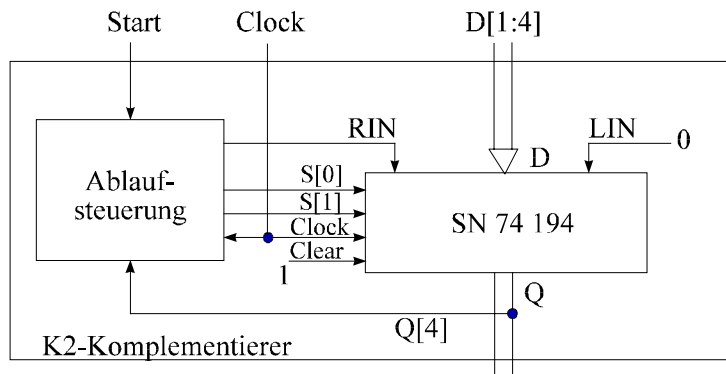 Start
Clock
D[1:4]
RIN
LIN
0
D
Ablauf-
steuerung
S[0]
S[1]
Clock
Clear
1
SN 74 194
Q
Q[4]
K2-Komplementierer